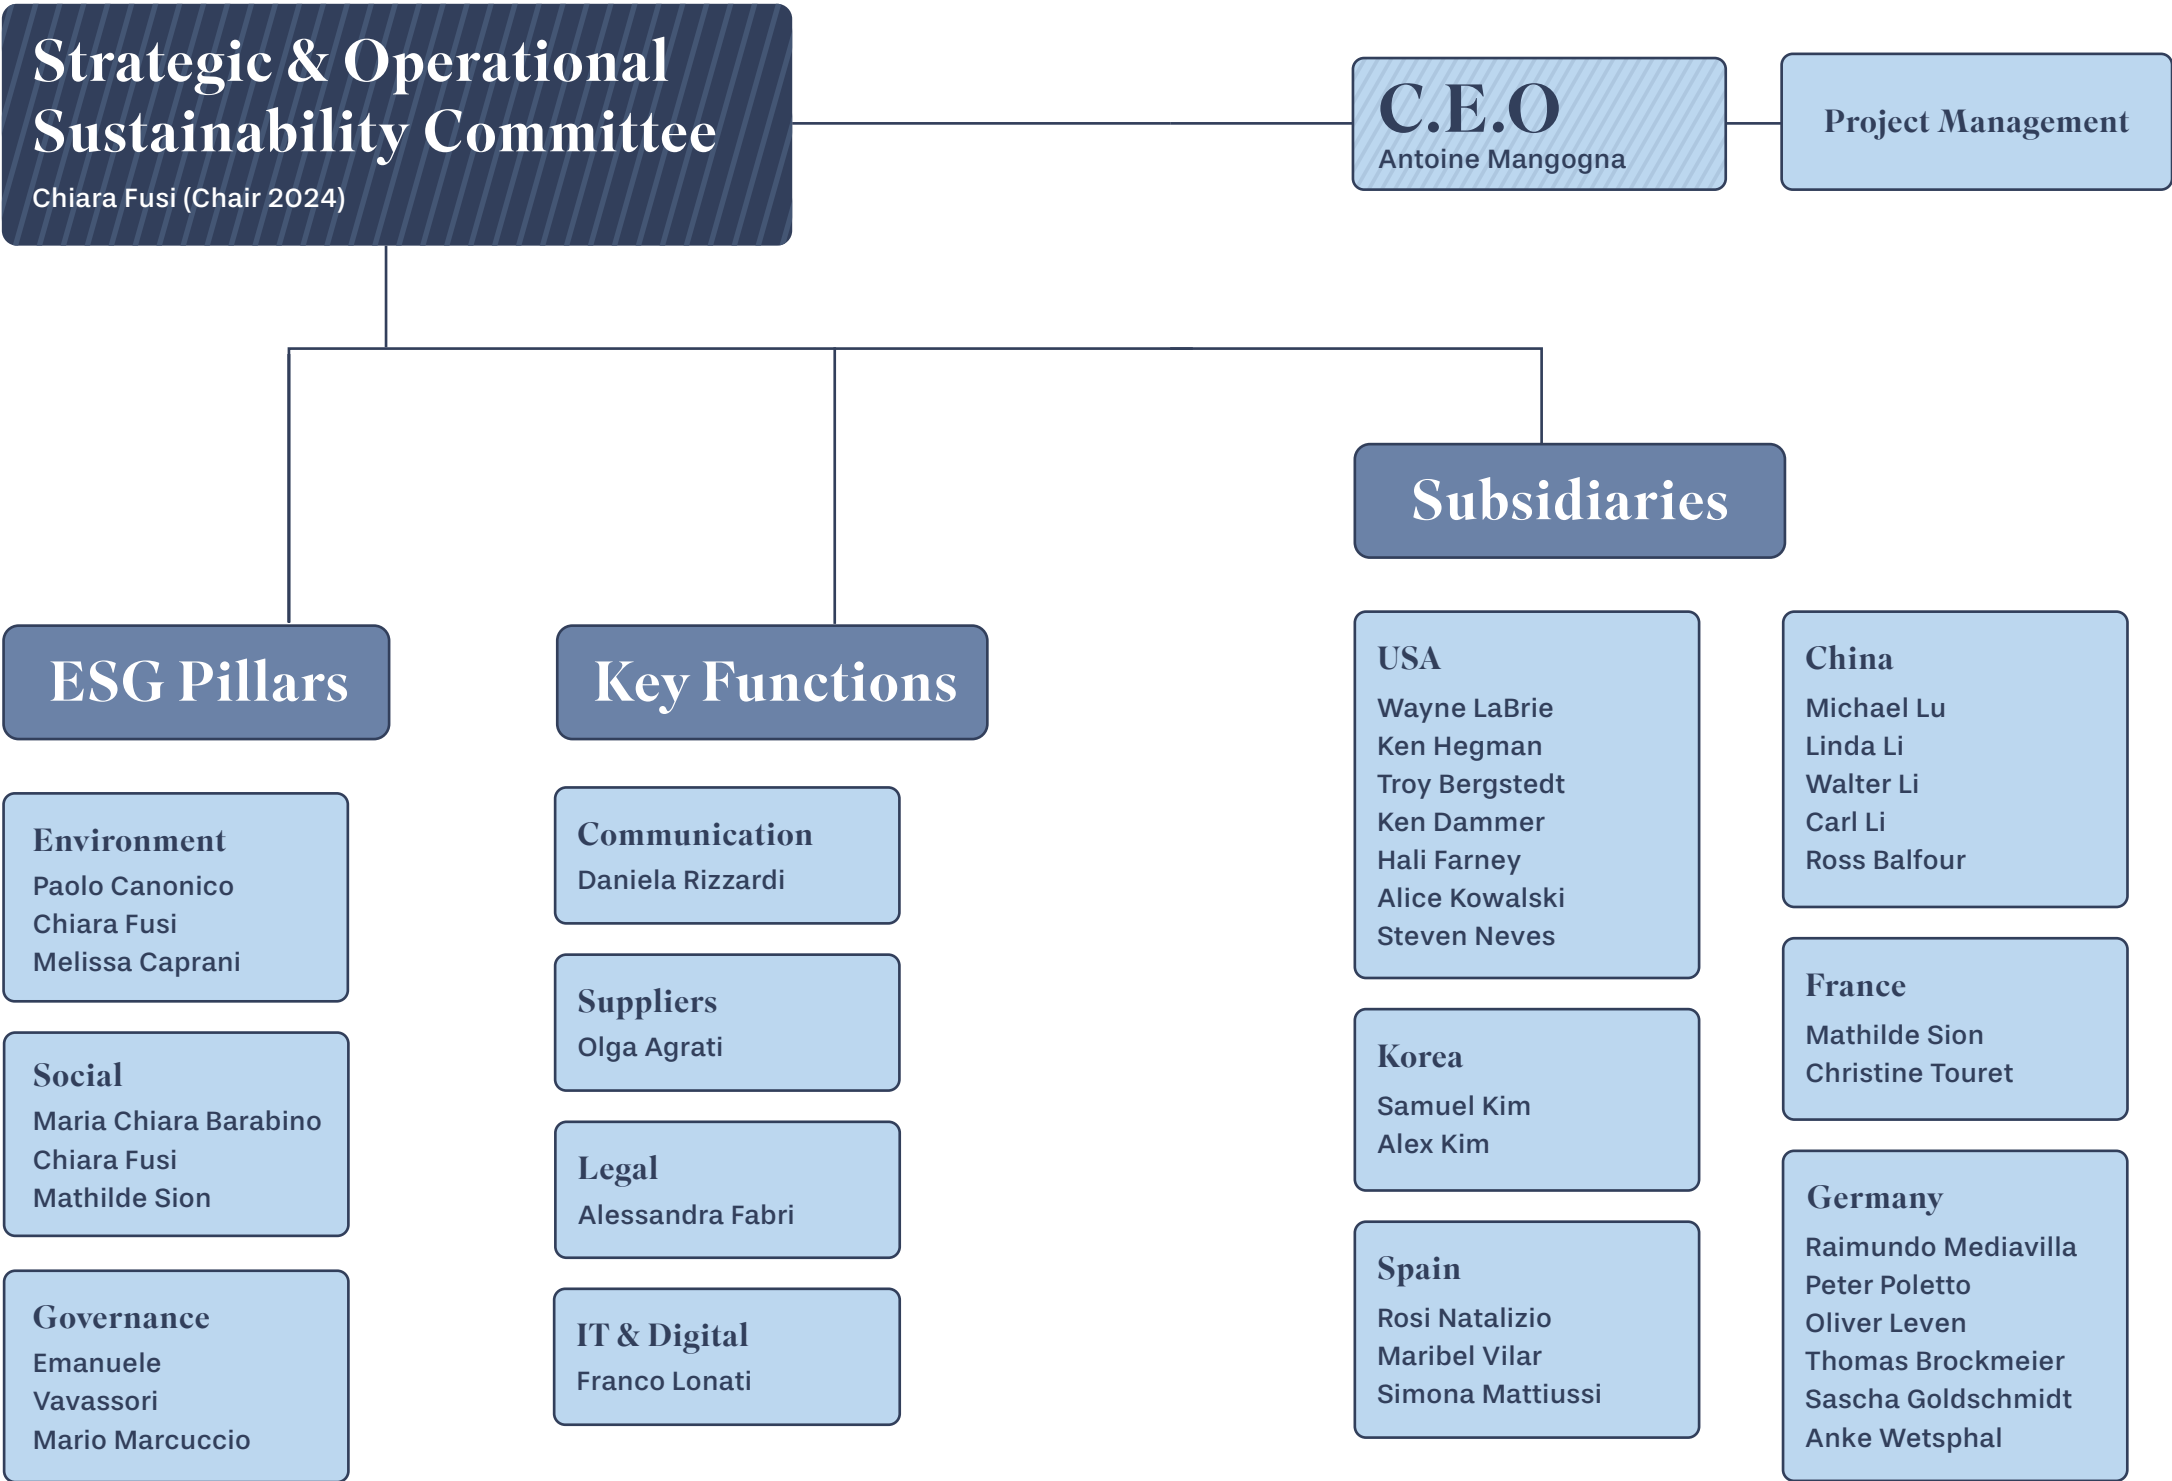 Strategic & Operational
Sustainability Committee
Chiara Fusi (Chair 2024)
C.E.O
Antoine Mangogna
Project Management
ESG Pillars
Environment
Paolo Canonico
Chiara Fusi
Melissa Caprani
Social
Maria Chiara Barabino
Chiara Fusi
Mathilde Sion
Governance
Emanuele
Vavassori
Mario Marcuccio
Key Functions
Communication
Daniela Rizzardi
Suppliers
Olga Agrati
Legal
Alessandra Fabri
IT & Digital
Franco Lonati
Subsidiaries
USA
Wayne LaBrie
Ken Hegman
Troy Bergstedt
Ken Dammer
Hali Farney
Alice Kowalski
Steven Neves
Korea
Samuel Kim
Alex Kim
Spain
Rosi Natalizio
Maribel Vilar
Simona Mattiussi
China
Michael Lu
Linda Li
Walter Li
Carl Li
Ross Balfour
France
Mathilde Sion
Christine Touret
Germany
Raimundo Mediavilla
Peter Poletto
Oliver Leven
Thomas Brockmeier
Sascha Goldschmidt
Anke Wetsphal